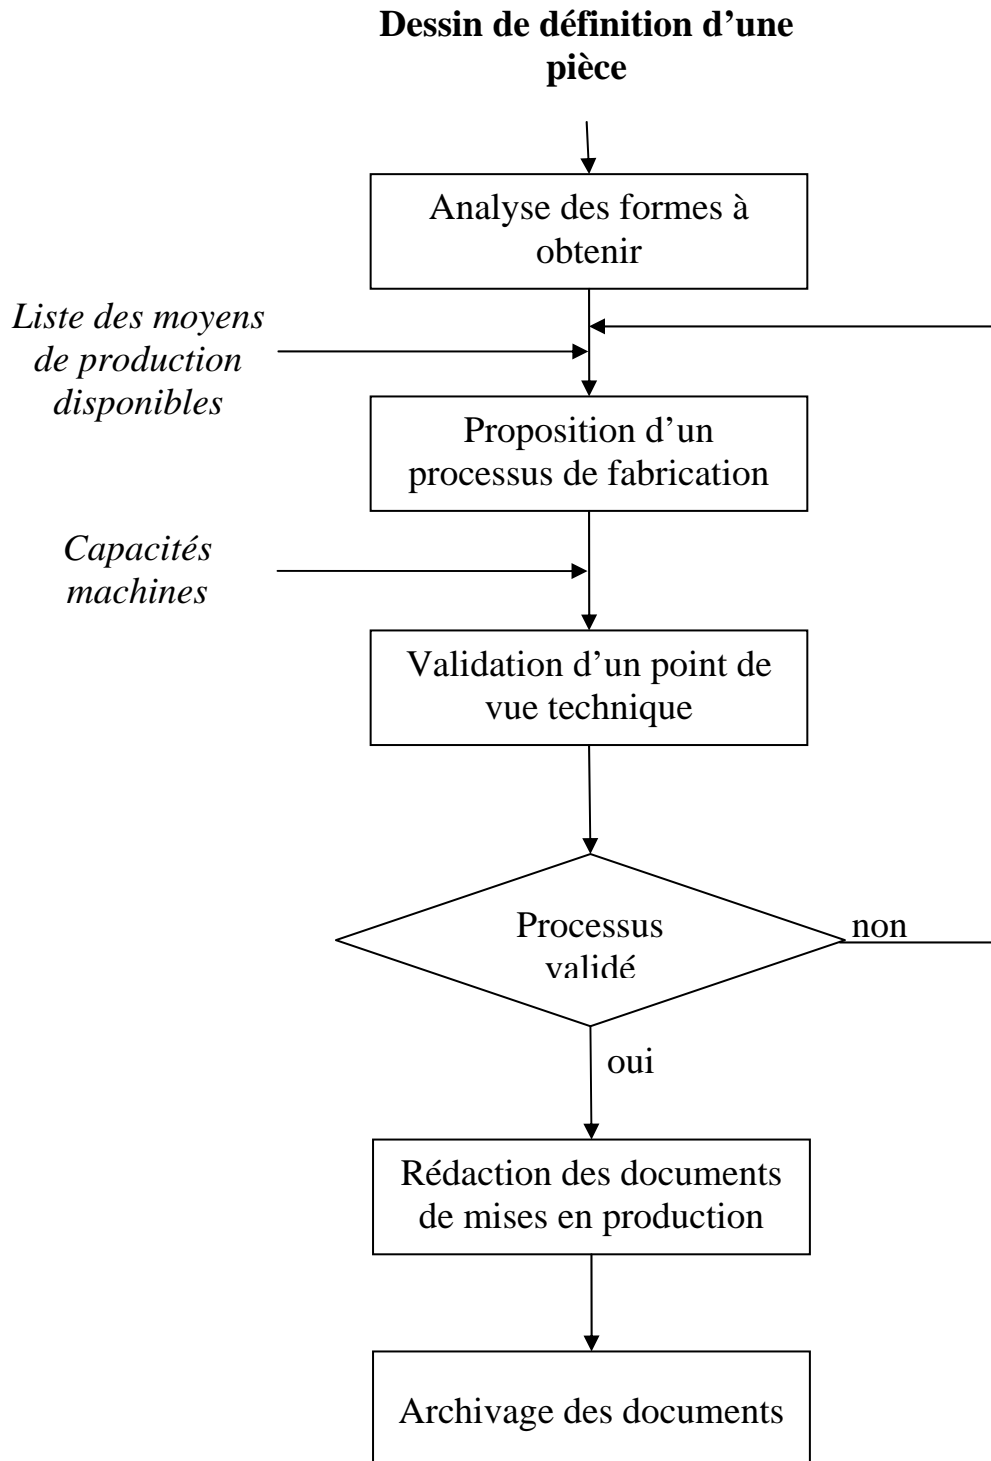 Dessin de définition d’une
pièce
Analyse des formes à
obtenir
Liste des moyens
de production
disponibles
Proposition d’un
processus de fabrication
Capacités
machines
Validation d’un point de
vue technique
Processus
validé
non
oui
Rédaction des documents
de mises en production
Archivage des documents